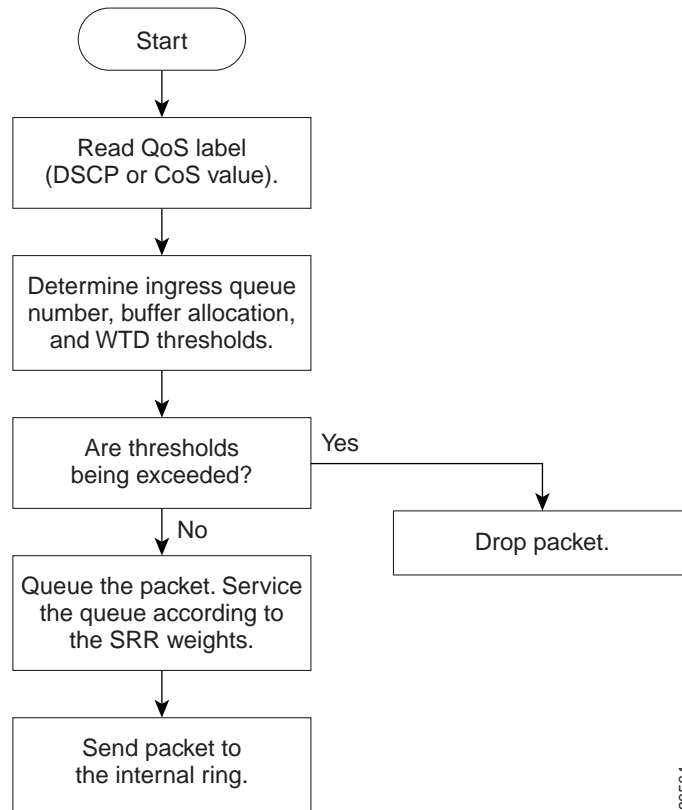 Start
Read QoS label
(DSCP or CoS value).
Determine ingress queue
number, buffer allocation,
and WTD thresholds.
Are thresholds
being exceeded?
Yes
No
Drop packet.
Queue the packet. Service
the queue according to
the SRR weights.
Send packet to
the internal ring.